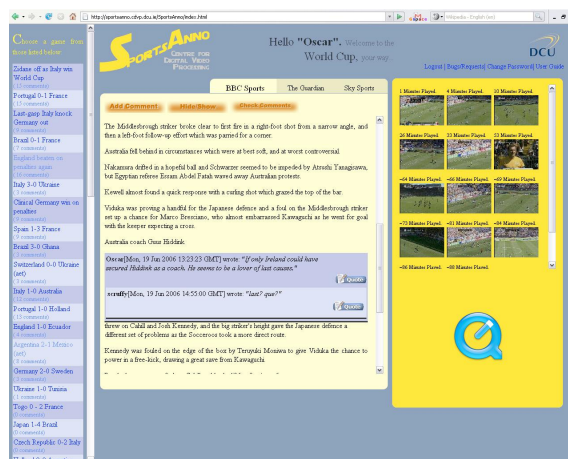 http://sportsanno.cdvp.dcu.ie/SportsAnno/index.html
Wikipedia - English (en)
Choose a game from
those listed below
SPORTSANNO
CENTRE FOR
DIGITAL VIDEO
PROCESSING
Hello "Oscar". Welcome to the
World Cup, your way.
DCU
Logout | Bugs/Requests| Change Password| User Guide
Zidane off as Italy win
World Cup
Portugal 0-1 France
Last-gasp Italy knock
Germany out
Brazil 0-1 France
England beaten on
penalties again
Italy 3-0 Ukraine
Clinical Germany win on
penalties
Spain 1-3 France
Brazil 3-0 Ghana
Switzerland 0-0 Ukraine
(aet)
Italy 1-0 Australia
Portugal 1-0 Holland
England 1-0 Ecuador
Argentina 2-1 Mexico
(aet)
Germany 2-0 Sweden
Ukraine 1-0 Tunisia
Togo 0 - 2 France
(0 comments)
Japan 1-4 Brazil
(0 comments)
Czech Republic 0-2 Italy
(0 comments)
BBC Sports The Guardian Sky Sports
Add Comment Hide/Show Check Comments
The Middlesbrough striker broke clear to first fire in a right-foot shot from a narrow angle, and
then a left-foot follow-up effort which was parried for a corner.
Australia fell behind in circumstances which were at best soft, and at worst controversial.
Nakamura drifted in a hopeful ball and Schwarzer seemed to be impeded by Atsushi Yanagisawa,
but Egyptian referee Essam Abdel Fatah waved away Australian protests.
Kewell almost found a quick response with a curling shot which grazed the top of the bar.
Viduka was proving a handful for the Japanese defence and a foul on the Middlesbrough striker
set up a chance for Marco Bresciano, who almost embarrassed Kawaguchi as he went for goal
with the keeper expecting a cross.
Australia coach Guus Hiddink
Oscar[Mon, 19 Jun 2006 13:23:23 GMT] wrote: "If only Ireland could have
secured Hiddink as a coach. He seems to be a lover of last causes."
Quote
scruffy[Mon, 19 Jun 2006 14:55:00 GMT] wrote: "last? que?"
Quote
threw on Cahill and Josh Kennedy, and the big striker's height gave the Japanese defence a
different set of problems as the Socceroos took a more direct route.
Kennedy was fouled on the edge of the box by Teruyuki Moniwa to give Viduka the chance to
power in a free-kick, drawing a great save from Kawaguchi.
1 Minutes Played. 4 Minutes Played. 10 Minutes Played.
26 Minutes Played. 33 Minutes Played. 33 Minutes Played.
~64 Minutes Played. ~66 Minutes Played. ~69 Minutes Played.
~73 Minutes Played. ~81 Minutes Played. ~84 Minutes Played.
~86 Minutes Played. ~88 Minutes Played.